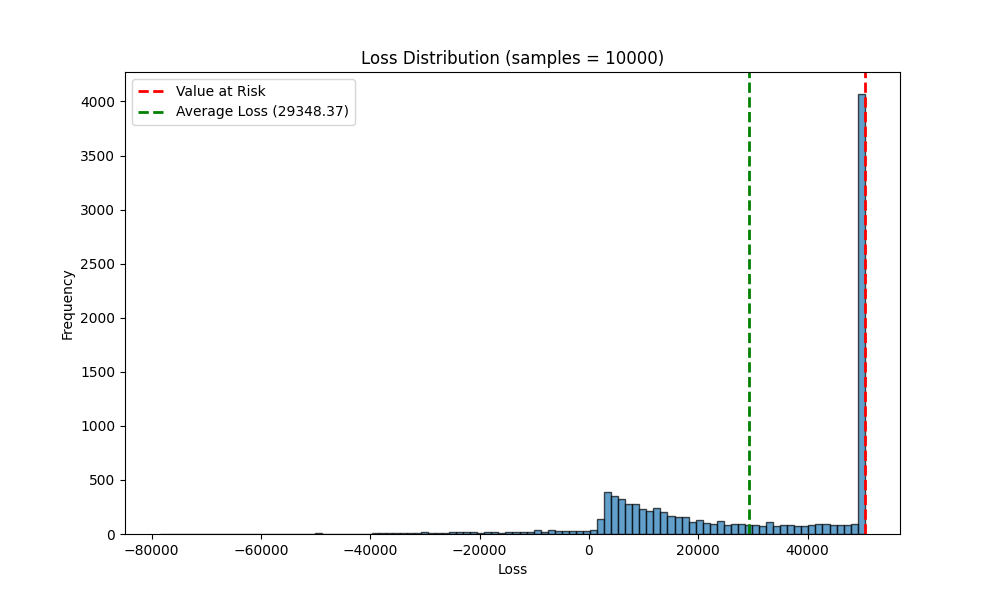 Loss Distribution (samples = 10000)
Value at Risk
Average Loss (29348.37)
Frequency
4000
3500
3000
2500
2000
1500
1000
500
0
−80000 −60000 −40000 −20000 0 20000 40000
Loss